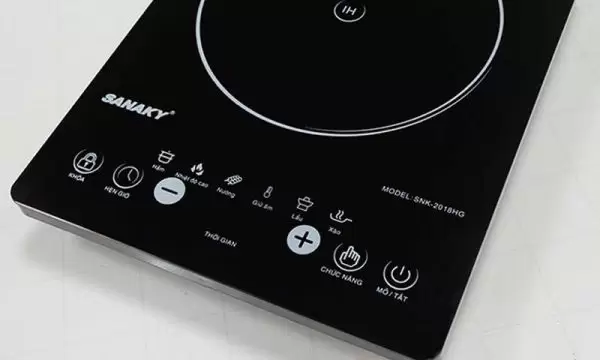 IH
SANAKY®
MODEL: SNK-2018HG
Hầm
Nhiệt độ cao
Nướng
Giữ ấm
Lẩu
Xào
KHÓA
HẸN GIỜ
THỜI GIAN
CHỨC NĂNG
MỞ / TẮT